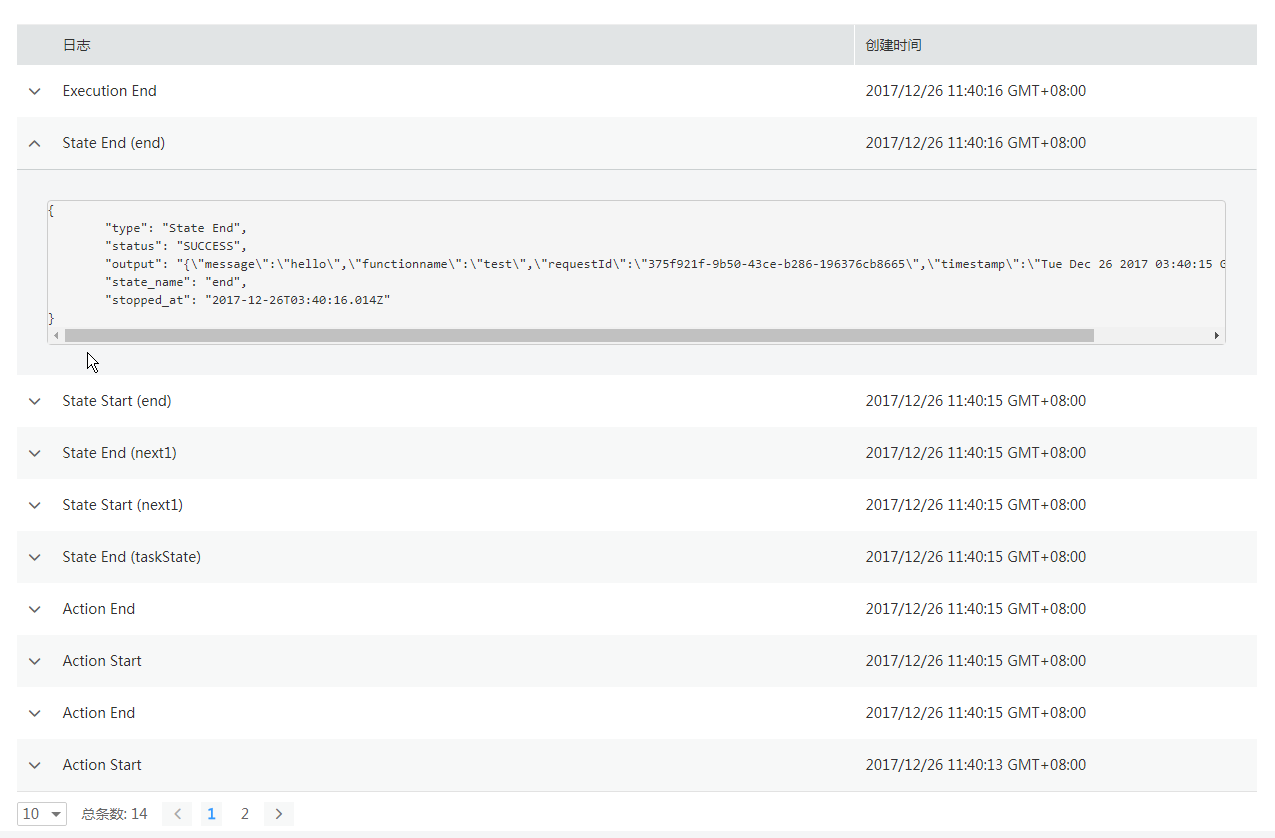 日志 创建时间
Execution End 2017/12/26 11:40:16 GMT+08:00
State End (end) 2017/12/26 11:40:16 GMT+08:00
{
"type": "State End",
"status": "SUCCESS",
"output": "{\"message\":\"hello\",\"functionname\":\"test\",\"requestId\":\"375f921f-9b50-43ce-b286-196376cb8665\",\"timestamp\":\"Tue Dec 26 2017 03:40:15 G
"state_name": "end",
"stopped_at": "2017-12-26T03:40:16.014Z"
}
State Start (end) 2017/12/26 11:40:15 GMT+08:00
State End (next1) 2017/12/26 11:40:15 GMT+08:00
State Start (next1) 2017/12/26 11:40:15 GMT+08:00
State End (taskState) 2017/12/26 11:40:15 GMT+08:00
Action End 2017/12/26 11:40:15 GMT+08:00
Action Start 2017/12/26 11:40:15 GMT+08:00
Action End 2017/12/26 11:40:15 GMT+08:00
Action Start 2017/12/26 11:40:13 GMT+08:00
10 总条数: 14 1 2